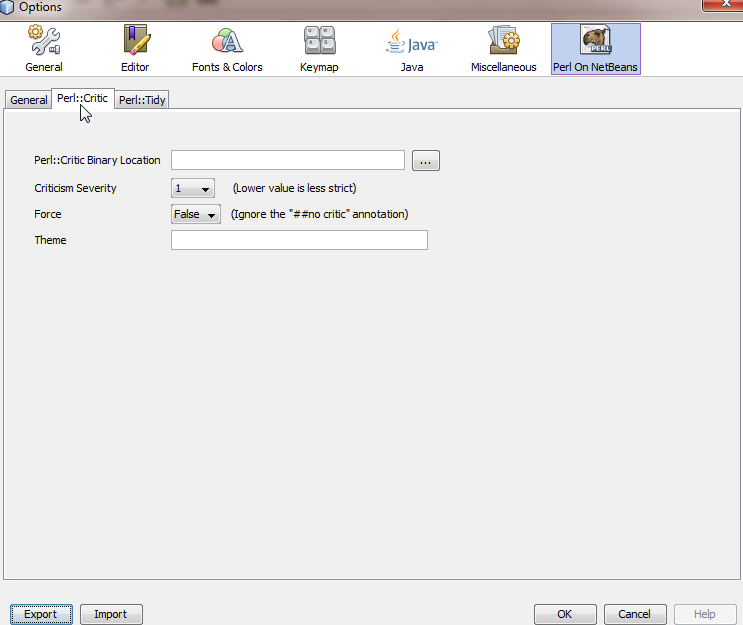 Options
General Editor Fonts & Colors Keymap Java Miscellaneous Perl On NetBeans
Java
PERL
General Perl::Critic Perl::Tidy
Perl::Critic Binary Location ...
Criticism Severity 1 (Lower value is less strict)
Force False (Ignore the "##no critic" annotation)
Theme
Export Import OK Cancel Help